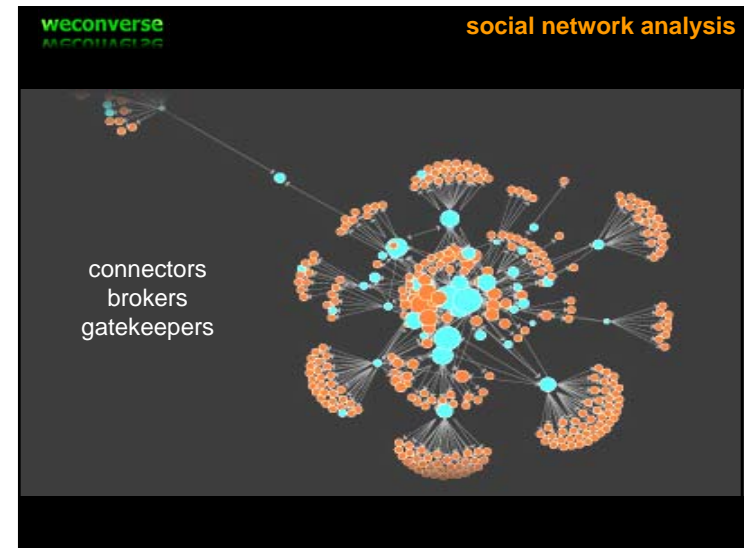 weconverse
social network analysis
connectors
brokers
gatekeepers